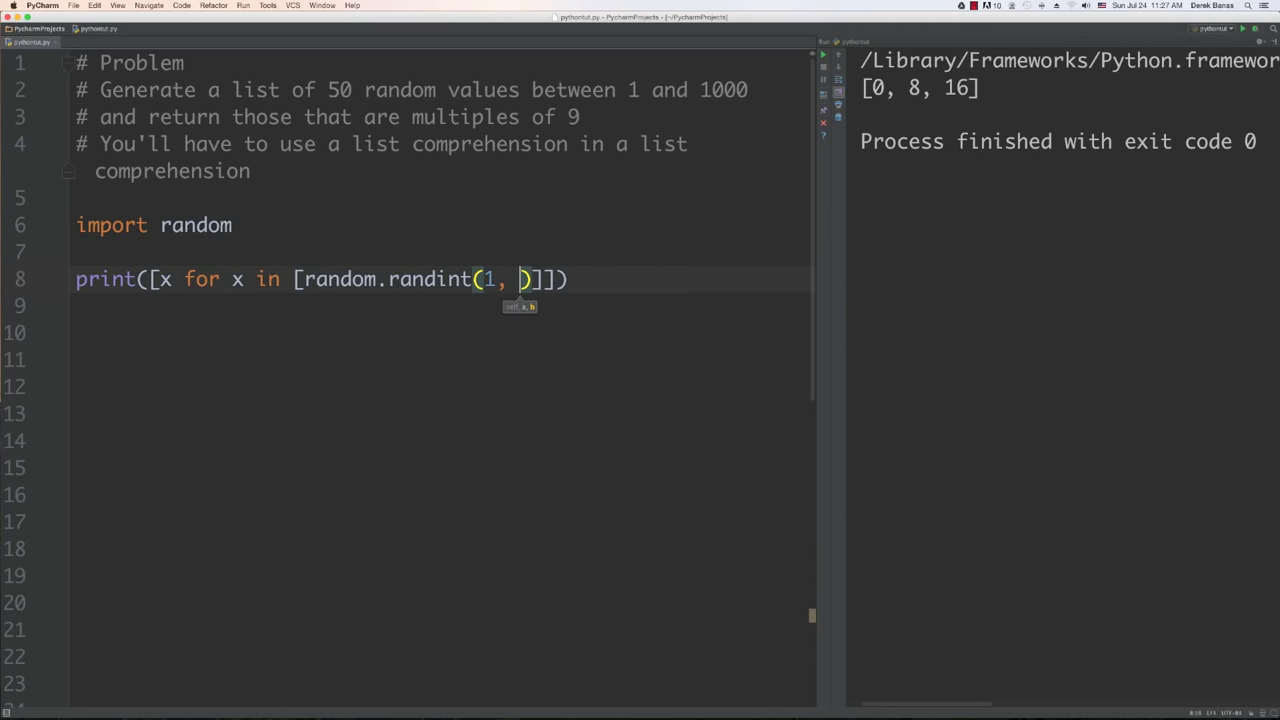 PyCharm File Edit View Navigate Code Refactor Run Tools VCS Window Help
10 Sun Jul 24 11:27 AM Derek Banas
pythontut.py - PycharmProjects - [~/PycharmProjects]
PycharmProjects pythontut.py
pythontut
pythontut.py
Run: pythontut
1 # Problem
2 # Generate a list of 50 random values between 1 and 1000
3 # and return those that are multiples of 9
4 # You'll have to use a list comprehension in a list
comprehension
5
6 import random
7
8 print([x for x in [random.randint(1, )]])
self, a, b
9
10
11
12
13
14
15
16
17
18
19
20
21
22
23
/Library/Frameworks/Python.framewor
[0, 8, 16]
Process finished with exit code 0
LF UTF-8